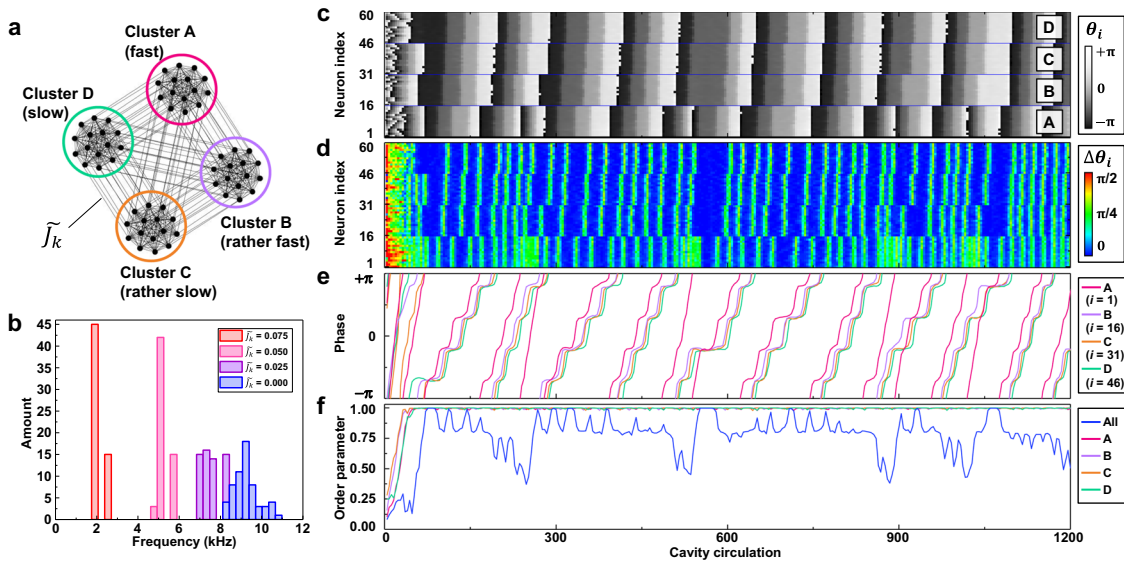 a
Cluster A
(fast)
Cluster D
(slow)
Cluster B
(rather fast)
J̃k
Cluster C
(rather slow)
b
45
40
35
30
25
20
15
10
5
0
Amount
J̃k = 0.075
J̃k = 0.050
J̃k = 0.025
J̃k = 0.000
0 2 4 6 8 10 12
Frequency (kHz)
c
Neuron index
60
46
31
16
1
D
C
B
A
θi
+π
0
−π
d
Neuron index
60
46
31
16
1
Δθi
π/2
π/4
0
e
Phase
+π
0
−π
A
(i = 1)
B
(i = 16)
C
(i = 31)
D
(i = 46)
f
Order parameter
1.00
0.75
0.50
0.25
0.00
0 300 600 900 1200
Cavity circulation
All
A
B
C
D